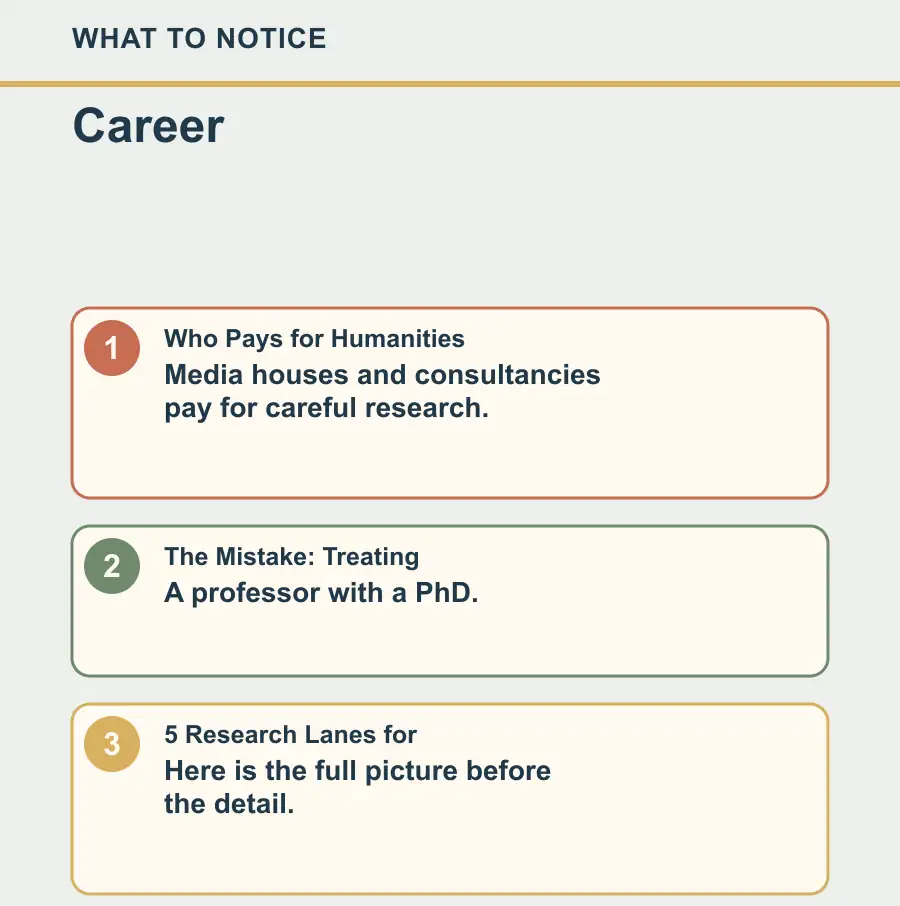 WHAT TO NOTICE
Career
1
Who Pays for Humanities
Media houses and consultancies
pay for careful research.
2
The Mistake: Treating
A professor with a PhD.
3
5 Research Lanes for
Here is the full picture before
the detail.